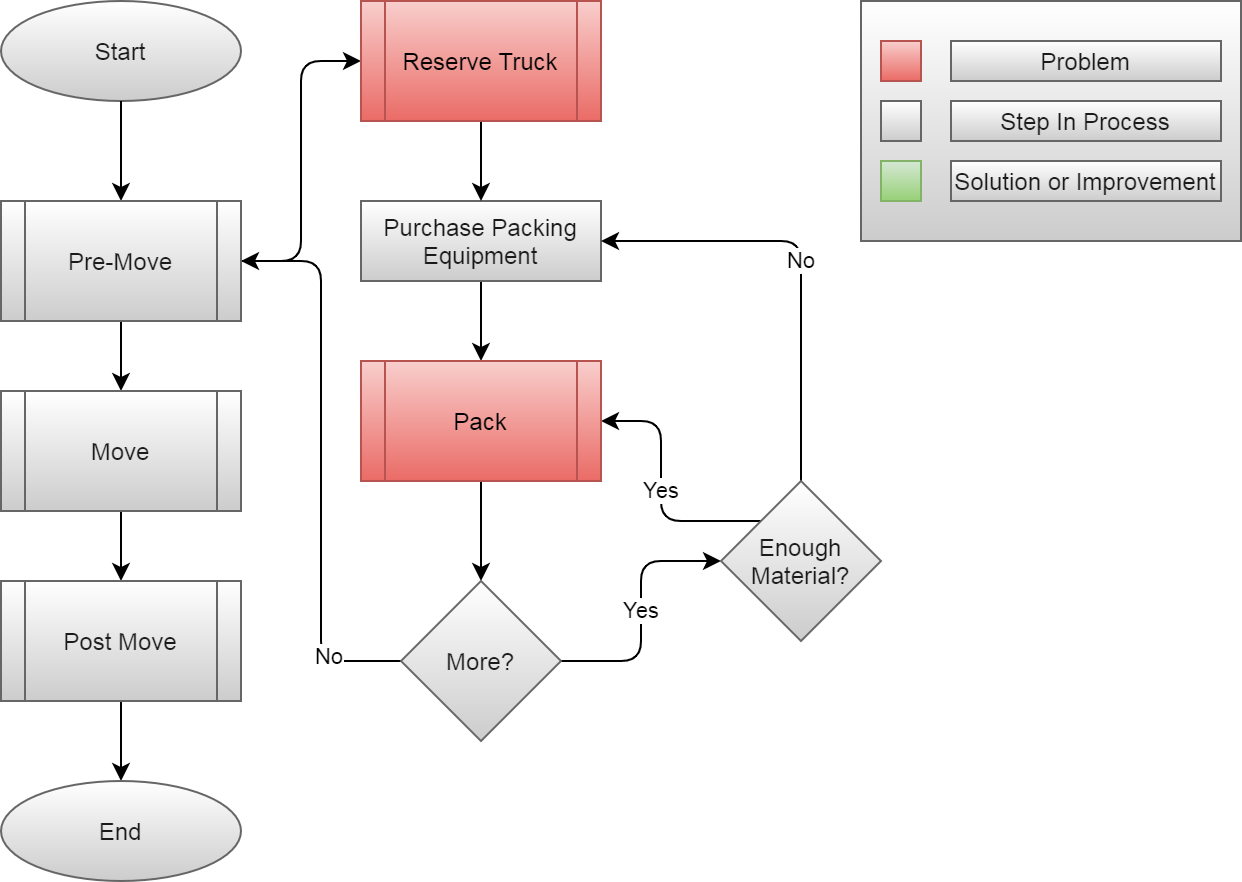 Start
Pre-Move
Move
Post Move
End
Reserve Truck
Purchase Packing
Equipment
Pack
More?
No
Yes
Enough
Material?
Yes
No
Problem
Step In Process
Solution or Improvement